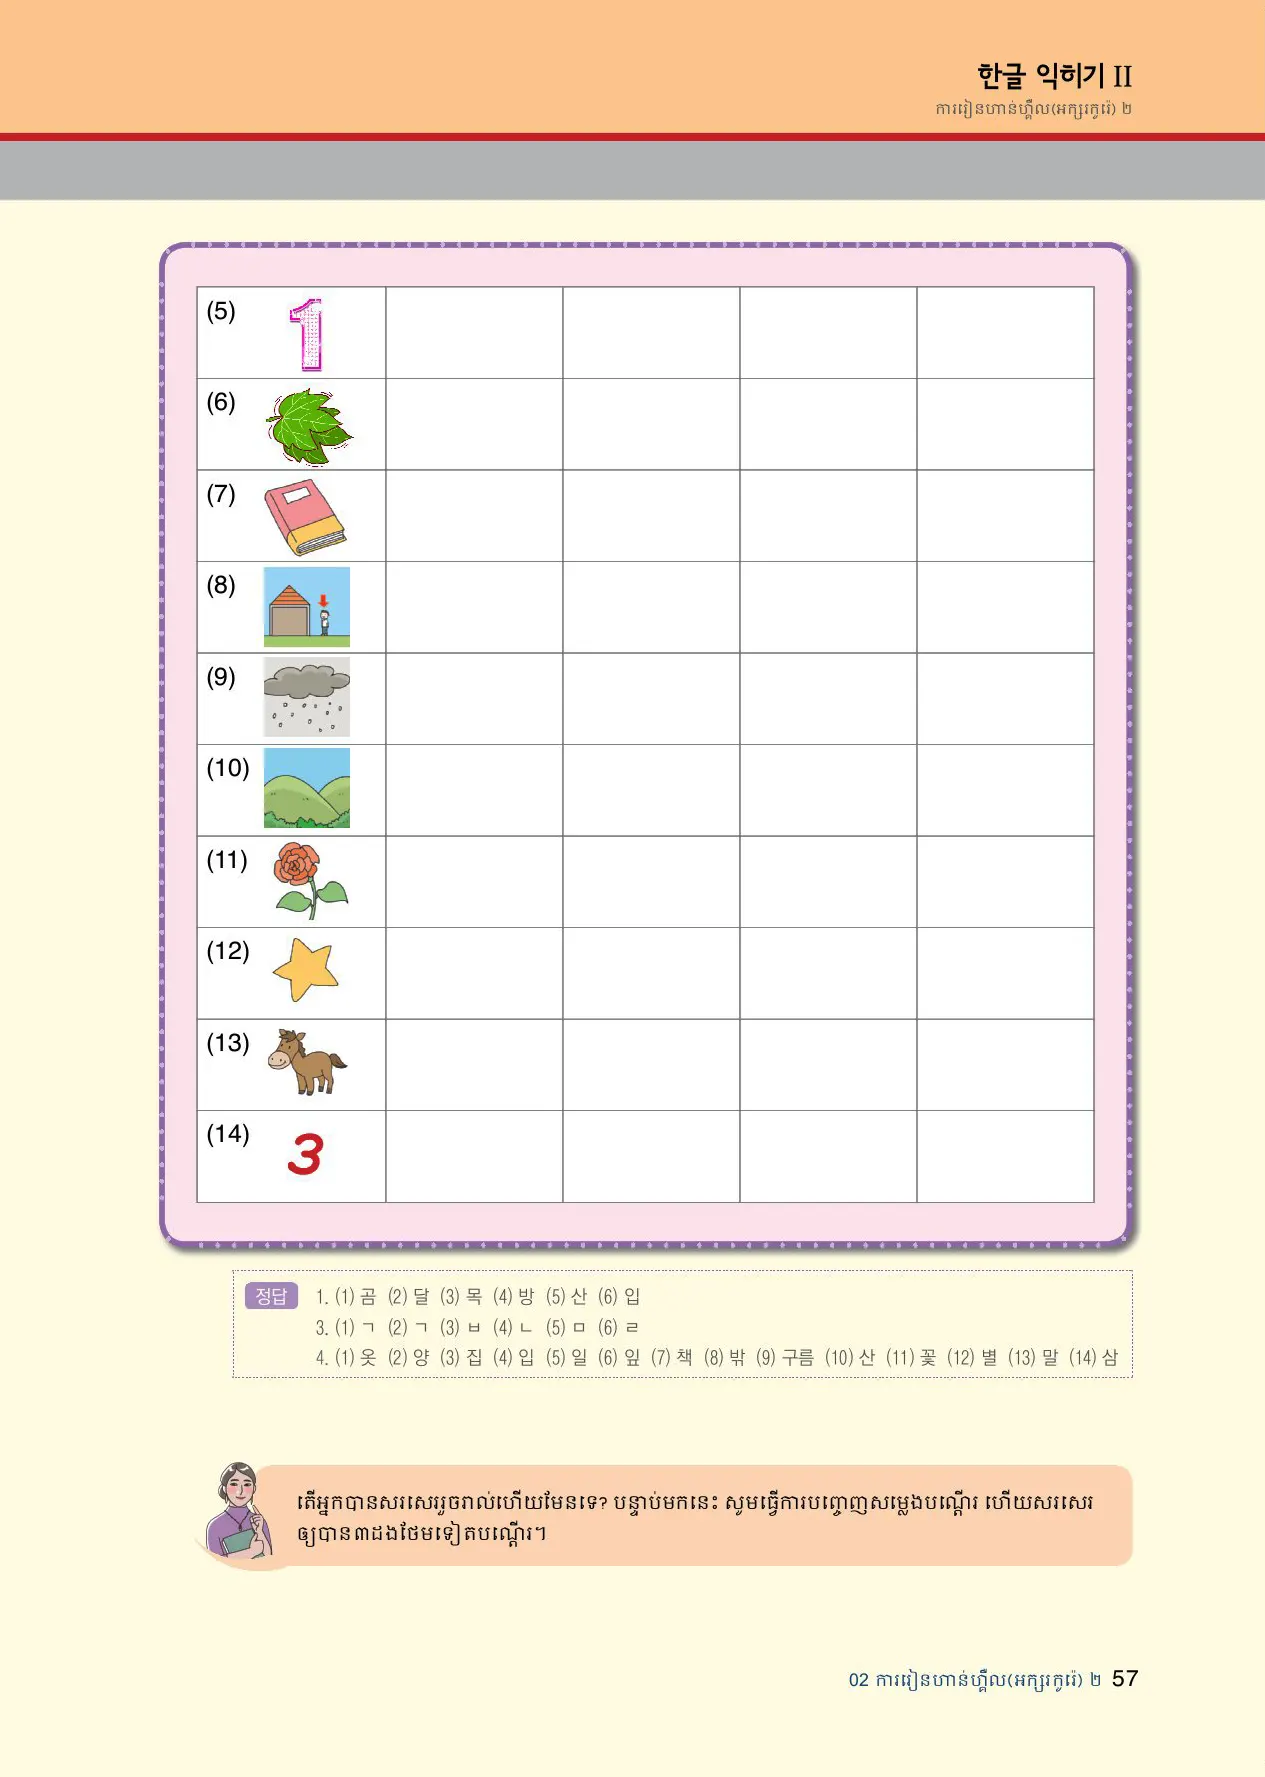 한글 익히기 II
ការរៀនហាន់ហ្គឺល(អក្សរកូរ៉េ) ២
(5) 1
(6)
(7)
(8)
(9)
(10)
(11)
(12)
(13)
(14) 3
정답 1. (1) 곰 (2) 달 (3) 목 (4) 방 (5) 산 (6) 입
3. (1) ㄱ (2) ㄱ (3) ㅂ (4) ㄴ (5) ㅁ (6) ㄹ
4. (1) 옷 (2) 양 (3) 집 (4) 입 (5) 일 (6) 잎 (7) 책 (8) 밖 (9) 구름 (10) 산 (11) 꽃 (12) 별 (13) 말 (14) 삼
តើអ្នកបានសរសេររួចរាល់ហើយមែនទេ? បន្ទាប់មកនេះ សូមធ្វើការបញ្ចេញសម្លេងបណ្ដើរ ហើយសរសេរ
ឲ្យបាន៣ដងថែមទៀតបណ្ដើរ។
02 ការរៀនហាន់ហ្គឺល(អក្សរកូរ៉េ) ២ 57